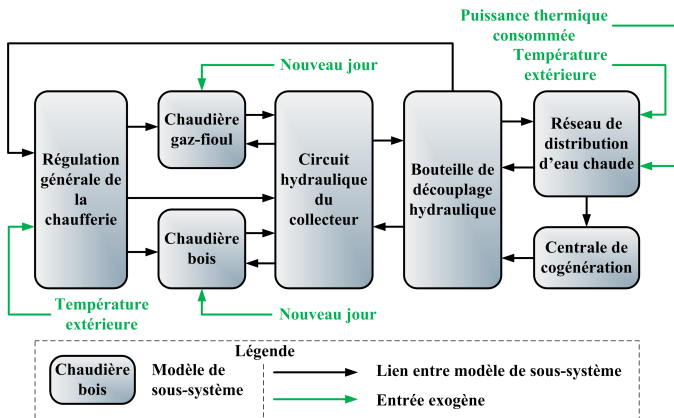 Puissance thermique
consommée
Nouveau jour
Température
extérieure
Régulation
générale de
la
chaufferie
Chaudière
gaz-fioul
Circuit
hydraulique
du
collecteur
Bouteille de
découplage
hydraulique
Réseau de
distribution
d'eau chaude
Chaudière
bois
Centrale de
cogénération
Température
extérieure
Nouveau jour
Légende
Chaudière
bois
Modèle de
sous-système
Lien entre modèle de sous-système
Entrée exogène